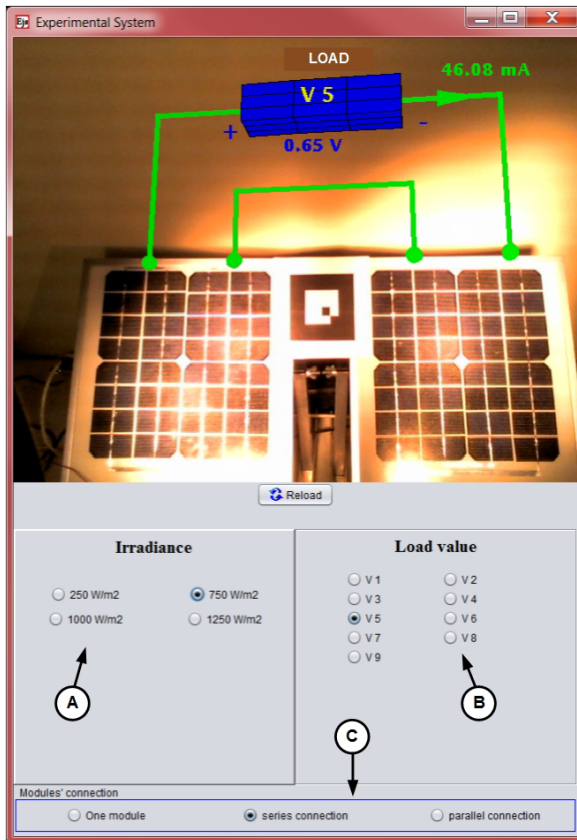 Ejs Experimental System
LOAD
46.08 mA
V 5
+ -
0.65 V
Reload
Irradiance
250 W/m2 750 W/m2
1000 W/m2 1250 W/m2
A
Load value
V 1 V 2
V 3 V 4
V 5 V 6
V 7 V 8
V 9
B
C
Modules' connection
One module series connection parallel connection